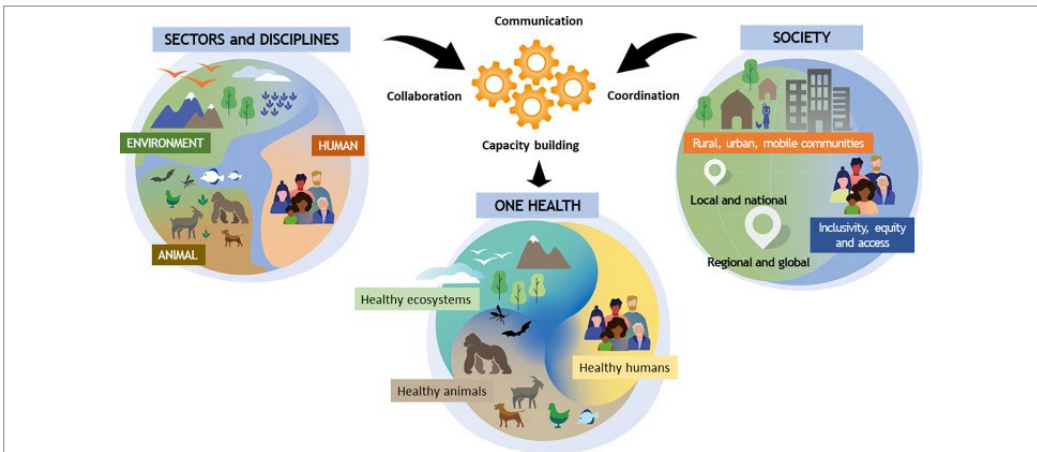 Communication
SECTORS and DISCIPLINES
SOCIETY
Collaboration
Coordination
ENVIRONMENT
HUMAN
Capacity building
Rural, urban, mobile communities
Local and national
ONE HEALTH
Inclusivity, equity
and access
ANIMAL
Regional and global
Healthy ecosystems
Healthy humans
Healthy animals